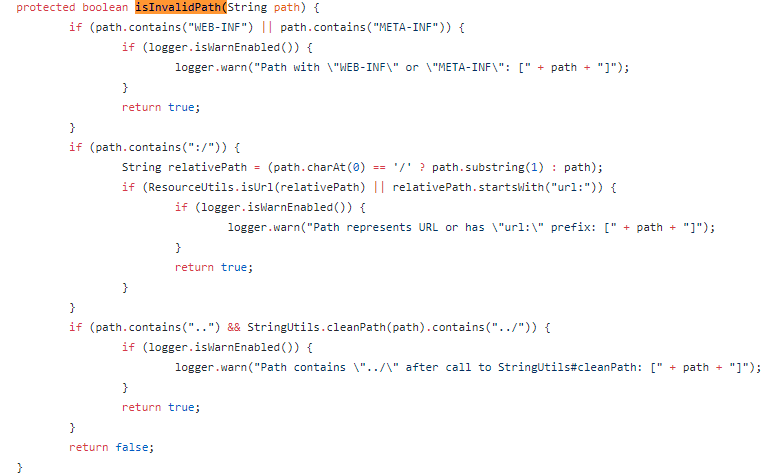 protected boolean isInvalidPath(String path) {
if (path.contains("WEB-INF") || path.contains("META-INF")) {
if (logger.isWarnEnabled()) {
logger.warn("Path with \"WEB-INF\" or \"META-INF\": [" + path + "]");
}
return true;
}
if (path.contains(":/")) {
String relativePath = (path.charAt(0) == '/' ? path.substring(1) : path);
if (ResourceUtils.isUrl(relativePath) || relativePath.startsWith("url:")) {
if (logger.isWarnEnabled()) {
logger.warn("Path represents URL or has \"url:\" prefix: [" + path + "]");
}
return true;
}
}
if (path.contains("..") && StringUtils.cleanPath(path).contains("../")) {
if (logger.isWarnEnabled()) {
logger.warn("Path contains \"../\" after call to StringUtils#cleanPath: [" + path + "]");
}
return true;
}
return false;
}